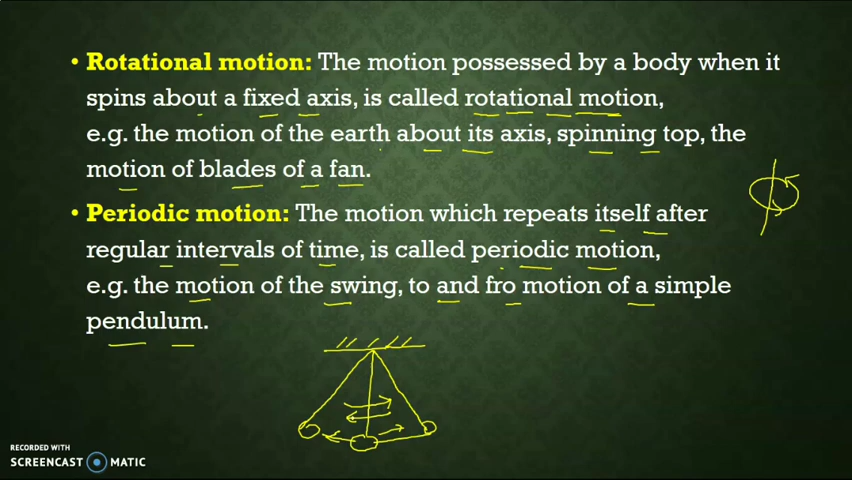 • Rotational motion: The motion possessed by a body when it
spins about a fixed axis, is called rotational motion,
e.g. the motion of the earth about its axis, spinning top, the
motion of blades of a fan.
• Periodic motion: The motion which repeats itself after
regular intervals of time, is called periodic motion,
e.g. the motion of the swing, to and fro motion of a simple
pendulum.
RECORDED WITH
SCREENCAST MATIC